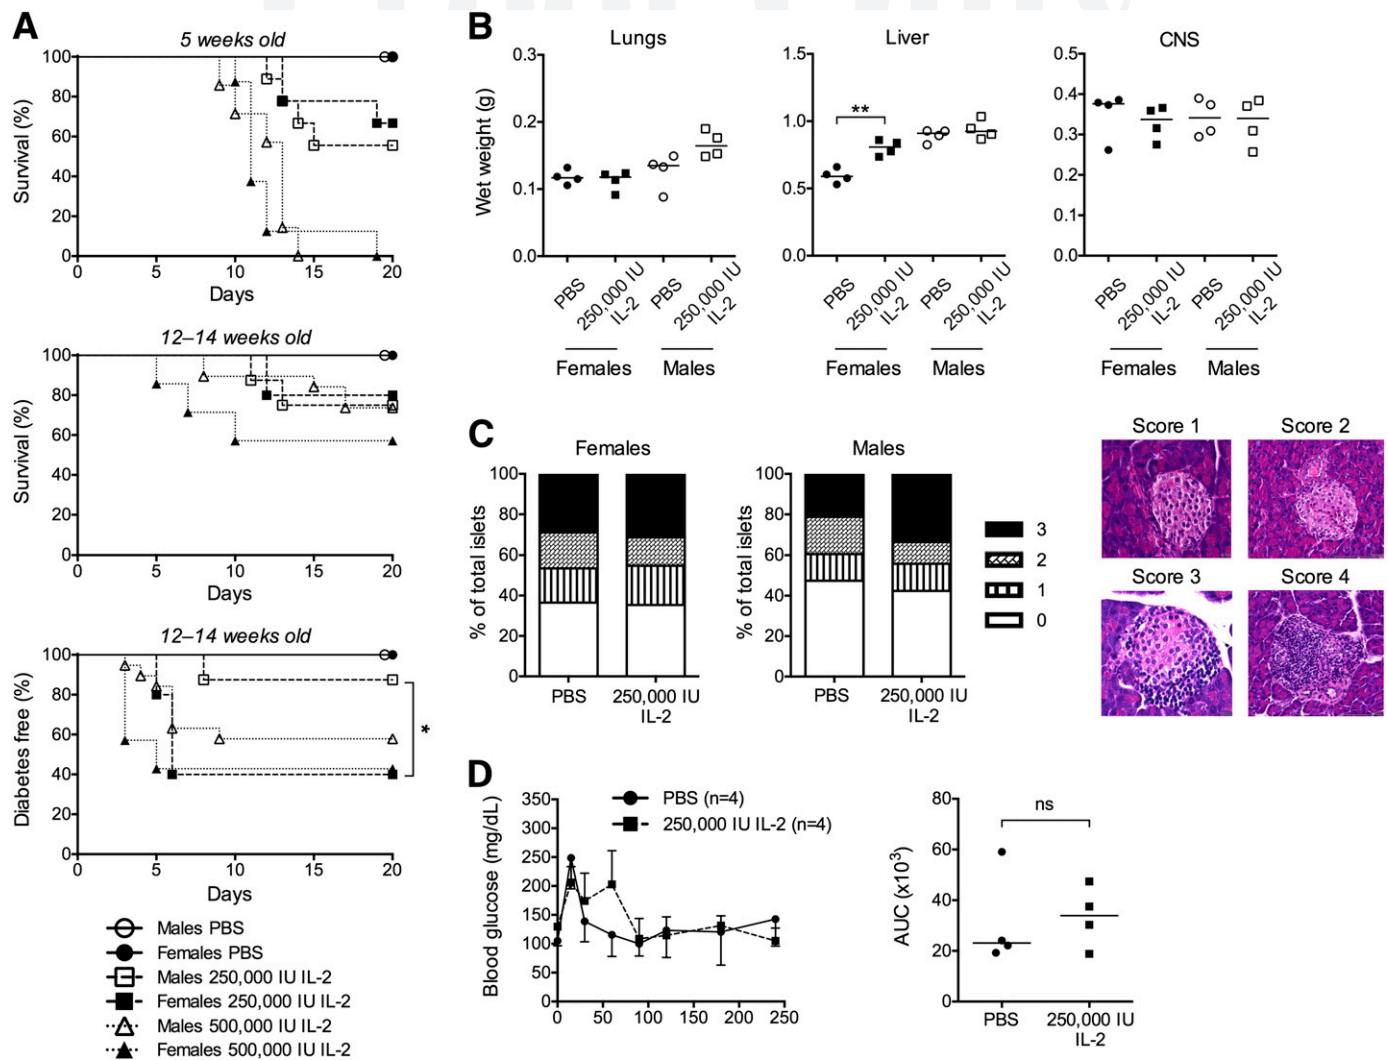 A
5 weeks old
Survival (%)
100
80
60
40
20
0
0 5 10 15 20
Days
12–14 weeks old
Survival (%)
100
80
60
40
20
0
0 5 10 15 20
Days
12–14 weeks old
Diabetes free (%)
100
80
60
40
20
0
*
0 5 10 15 20
Days
Males PBS
Females PBS
Males 250,000 IU IL-2
Females 250,000 IU IL-2
Males 500,000 IU IL-2
Females 500,000 IU IL-2
B
Lungs
Wet weight (g)
0.3
0.2
0.1
0.0
PBS
250,000 IU
IL-2
PBS
250,000 IU
IL-2
Females Males
Liver
1.5
1.0
0.5
0.0
**
PBS
250,000 IU
IL-2
PBS
250,000 IU
IL-2
Females Males
CNS
0.5
0.4
0.3
0.2
0.1
0.0
PBS
250,000 IU
IL-2
PBS
250,000 IU
IL-2
Females Males
C
Females
% of total islets
100
80
60
40
20
0
PBS 250,000 IU
IL-2
Males
% of total islets
100
80
60
40
20
0
PBS 250,000 IU
IL-2
3
2
1
0
Score 1 Score 2
Score 3 Score 4
D
Blood glucose (mg/dL)
350
300
250
200
150
100
50
0
0 50 100 150 200 250
PBS (n=4)
250,000 IU IL-2 (n=4)
AUC (x10³)
80
60
40
20
0
ns
PBS 250,000 IU
IL-2